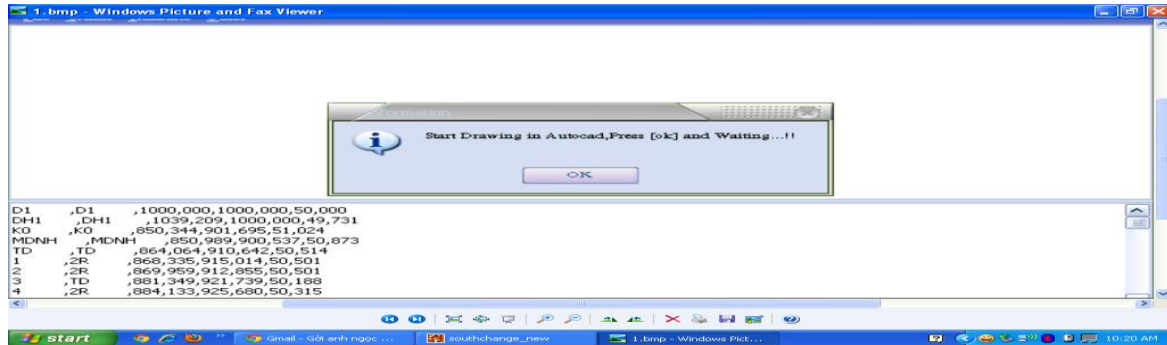 1.bmp - Windows Picture and Fax Viewer
Information
Start Drawing in Autocad,Press [ok] and Waiting...!!
OK
D1 ,D1 ,1000,000,1000,000,50,000
DH1 ,DH1 ,1039,209,1000,000,49,731
K0 ,K0 ,850,344,901,695,51,024
MDNH ,MDNH ,850,989,900,537,50,873
TD ,TD ,864,064,910,642,50,514
1 ,2R ,868,335,915,014,50,501
2 ,2R ,869,959,912,855,50,501
3 ,TD ,881,349,921,739,50,188
4 ,2R ,884,133,925,680,50,315
start
Gmail - Gởi anh ngọc ...
southchange_new
1.bmp - Windows Pict...
10:20 AM